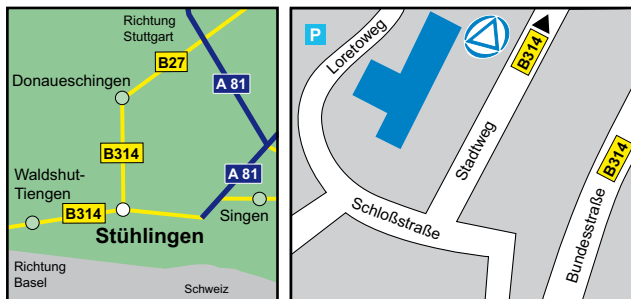 Richtung
Stuttgart
B27
Donaueschingen
A 81
B314
A 81
Waldshut-
Tiengen
B314
Singen
Stühlingen
Richtung
Basel
Schweiz
P
Loretoweg
B314
Stadtweg
B314
Schloßstraße
Bundesstraße